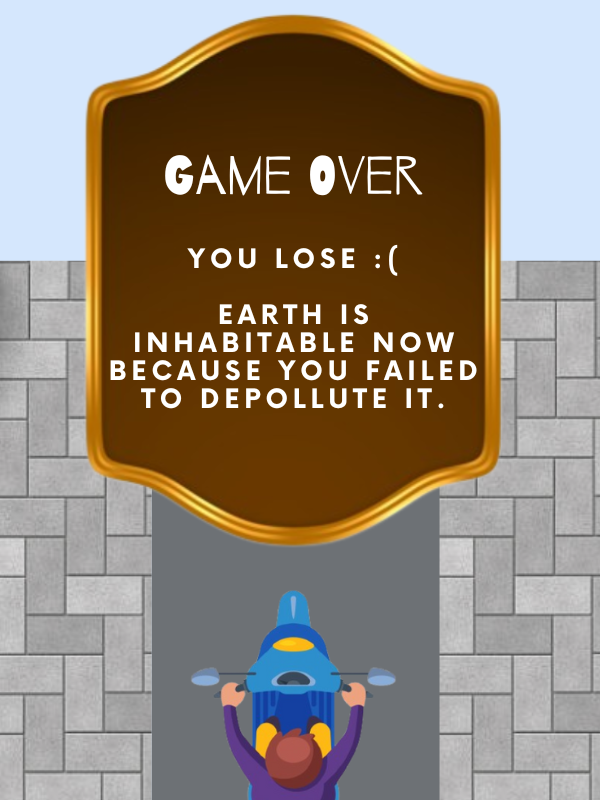 GAME OVER
YOU LOSE :(
EARTH IS
INHABITABLE NOW
BECAUSE YOU FAILED
TO DEPOLLUTE IT.